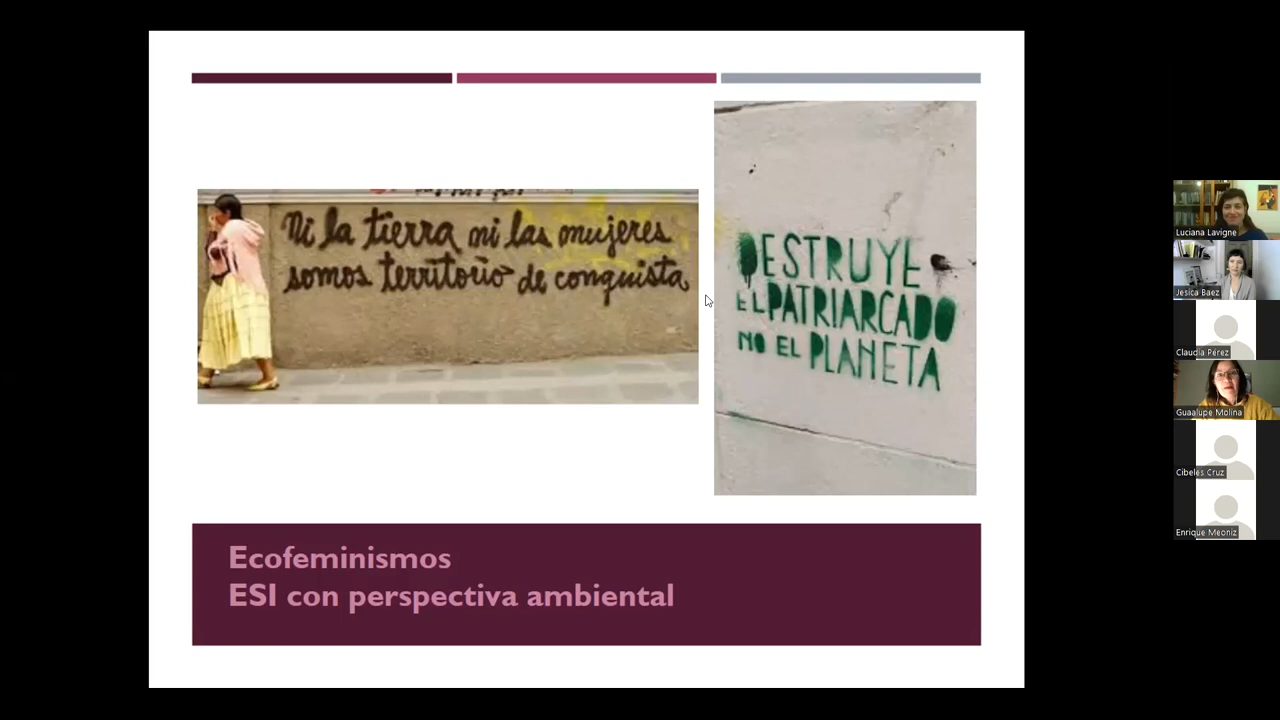 Ni la tierra ni las mujeres
somos territorio de conquista
DESTRUYE
EL PATRIARCADO
NO EL PLANETA
Ecofeminismos
ESI con perspectiva ambiental
Luciana Lavigne
Jesica Baez
Claudia Pérez
Guaalupe Molina
Cibeles Cruz
Enrique Meoniz